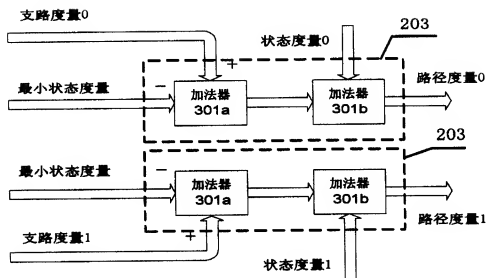 支路度量0
状态度量0
203
+
最小状态度量
−
加法器
301a
加法器
301b
路径度量0
203
最小状态度量
−
加法器
301a
加法器
301b
路径度量1
+
支路度量1
状态度量1